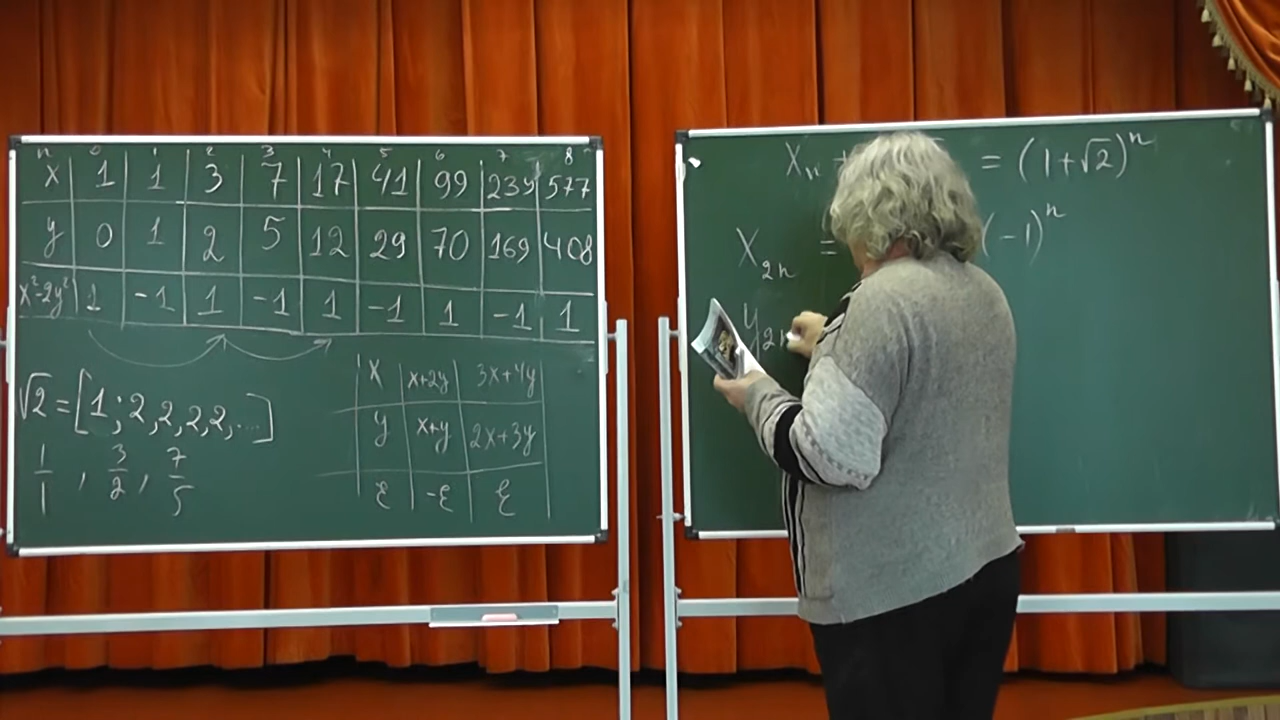 n 0 1 2 3 4 5 6 7 8
x 1 1 3 7 17 41 99 239 577
y 0 1 2 5 12 29 70 169 408
x²-2y² 1 -1 1 -1 1 -1 1 -1 1
√2 = [1; 2, 2, 2, 2, ...]
1/1, 3/2, 7/5
x x+2y 3x+4y
y x+y 2x+3y
ε -ε ε
Xₙ + = (1+√2)ⁿ
X₂ₙ = (-1)ⁿ
y₂